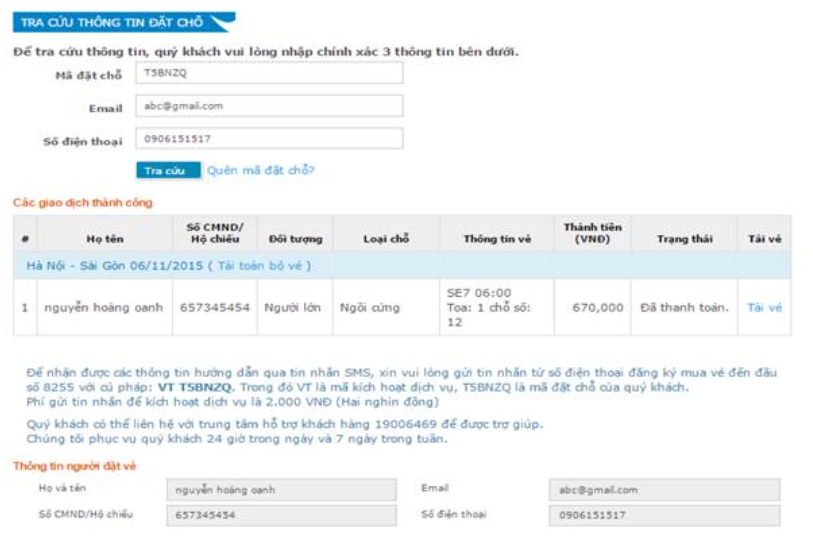 TRA CỨU THÔNG TIN ĐẶT CHỖ
Để tra cứu thông tin, quý khách vui lòng nhập chính xác 3 thông tin bên dưới.
Mã đặt chỗ T5BNZQ
Email abc@gmail.com
Số điện thoại 0906151517
Tra cứu Quên mã đặt chỗ?
Các giao dịch thành công
# Họ tên Số CMND/ Hộ chiếu Đối tượng Loại chỗ Thông tin vé Thành tiền (VNĐ) Trạng thái Tải vé
Hà Nội - Sài Gòn 06/11/2015 ( Tải toàn bộ vé )
1 nguyễn hoàng oanh 657345454 Người lớn Ngồi cứng SE7 06:00 Toa: 1 chỗ số: 12 670,000 Đã thanh toán. Tải vé
Để nhận được các thông tin hướng dẫn qua tin nhắn SMS, xin vui lòng gửi tin nhắn từ số điện thoại đăng ký mua vé đến đầu
số 8255 với cú pháp: VT T5BNZQ. Trong đó VT là mã kích hoạt dịch vụ, T5BNZQ là mã đặt chỗ của quý khách.
Phí gửi tin nhắn để kích hoạt dịch vụ là 2.000 VNĐ (Hai nghìn đồng)
Quý khách có thể liên hệ với trung tâm hỗ trợ khách hàng 19006469 để được trợ giúp.
Chúng tôi phục vụ quý khách 24 giờ trong ngày và 7 ngày trong tuần.
Thông tin người đặt vé
Họ và tên nguyễn hoàng oanh Email abc@gmail.com
Số CMND/Hộ chiếu 657345454 Số điện thoại 0906151517